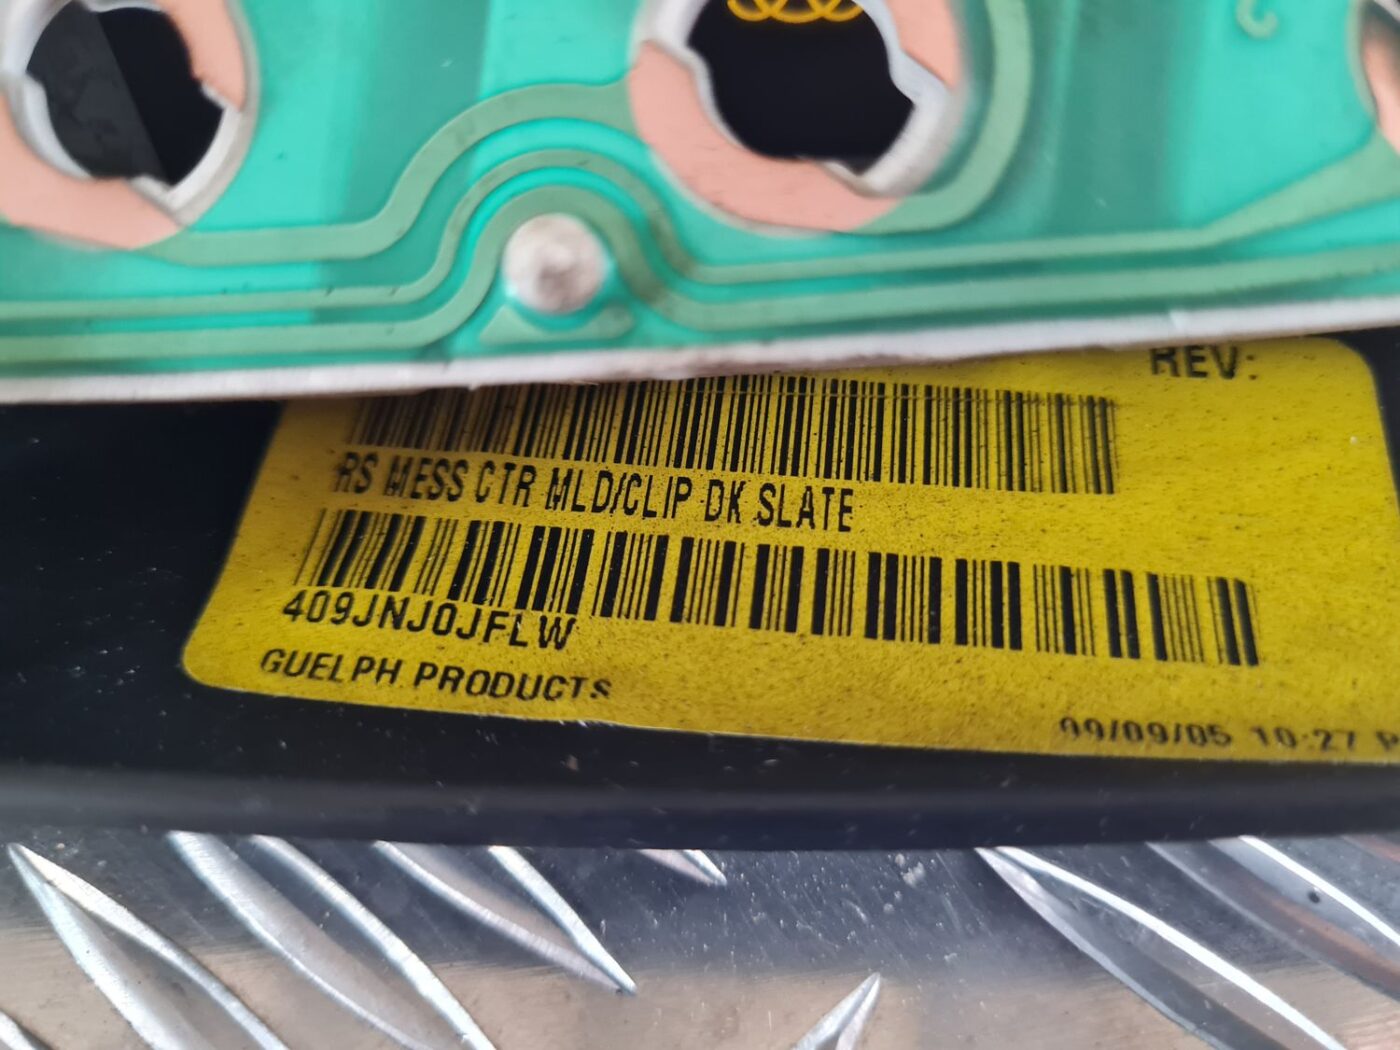 REV:
RS MESS CTR MLD/CLIP DK SLATE
409JNJ0JFLW
GUELPH PRODUCTS
09/09/05 10:27 P